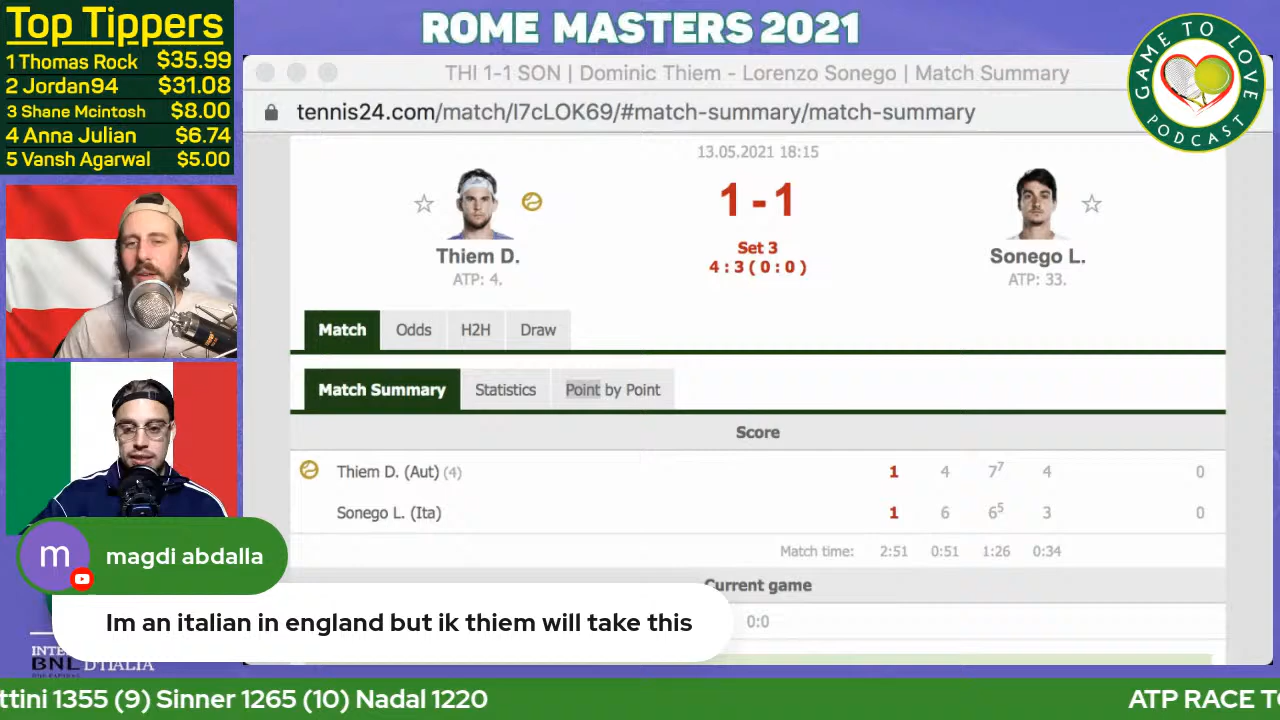 Top Tippers
1 Thomas Rock $35.99
2 Jordan94 $31.08
3 Shane Mcintosh $8.00
4 Anna Julian $6.74
5 Vansh Agarwal $5.00
ROME MASTERS 2021
GAME TO LOVE
PODCAST
THI 1-1 SON | Dominic Thiem - Lorenzo Sonego | Match Summary
tennis24.com/match/I7cLOK69/#match-summary/match-summary
13.05.2021 18:15
1 - 1
Set 3
4 : 3 ( 0 : 0 )
Thiem D.
ATP: 4.
Sonego L.
ATP: 33.
Match Odds H2H Draw
Match Summary Statistics Point by Point
Score
Thiem D. (Aut) (4) 1 4 7⁷ 4 0
Sonego L. (Ita) 1 6 6⁵ 3 0
Match time: 2:51 0:51 1:26 0:34
Current game
0:0
m
magdi abdalla
Im an italian in england but ik thiem will take this
INTE
BNL D'ITALIA
ttini 1355 (9) Sinner 1265 (10) Nadal 1220
ATP RACE TO